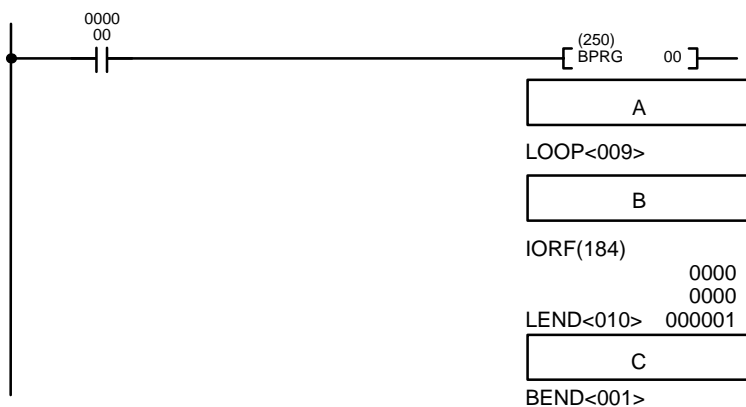 0000
00
(250)
BPRG 00
A
LOOP<009>
B
IORF(184)
0000
0000
LEND<010> 000001
C
BEND<001>